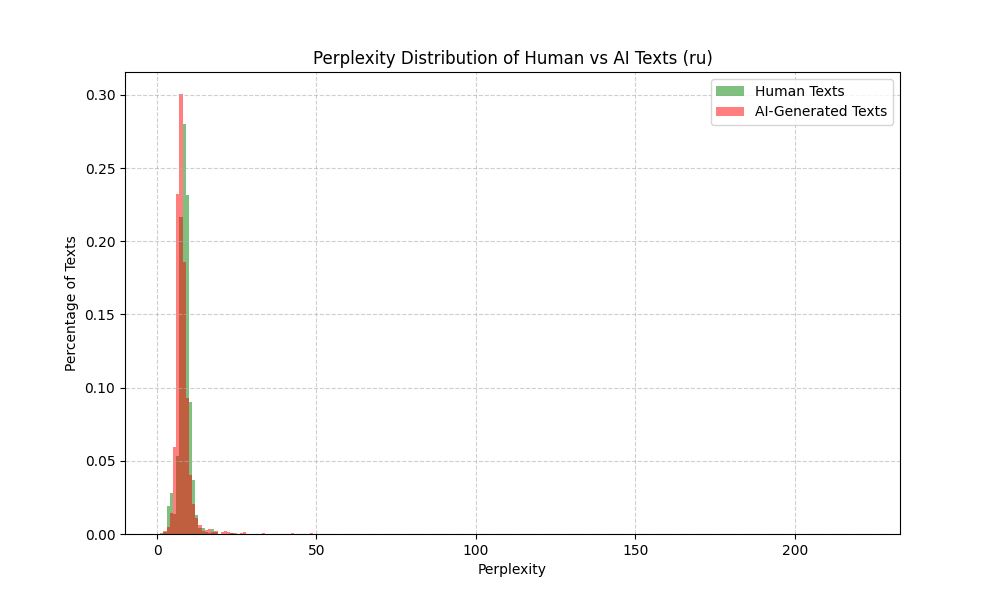 Perplexity Distribution of Human vs AI Texts (ru)
Human Texts
AI-Generated Texts
Percentage of Texts
0.30
0.25
0.20
0.15
0.10
0.05
0.00
0
50
100
150
200
Perplexity